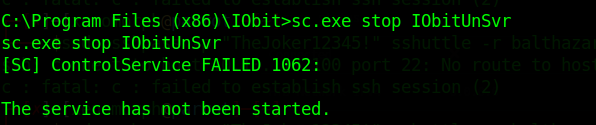 C:\Program Files (x86)\IObit>sc.exe stop IObitUnSvr
sc.exe stop IObitUnSvr
[SC] ControlService FAILED 1062:
The service has not been started.